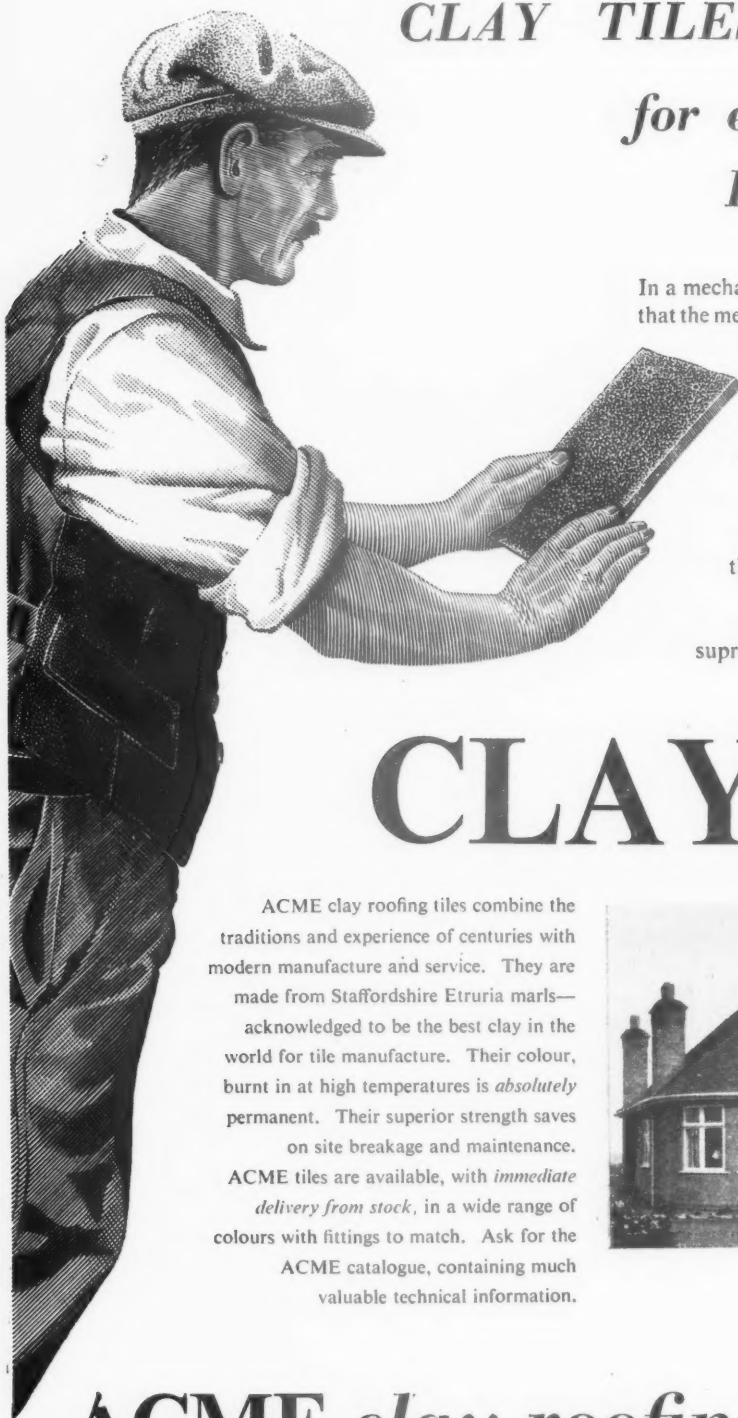 CLAY TILES
for
In a mecha
that the me
supr
CLAY
ACME clay roofing tiles combine the
traditions and experience of centuries with
modern manufacture and service. They are
made from Staffordshire Etruria marls—
acknowledged to be the best clay in the
world for tile manufacture. Their colour,
burnt in at high temperatures is absolutely
permanent. Their superior strength saves
on site breakage and maintenance.
ACME tiles are available, with immediate
delivery from stock, in a wide range of
colours with fittings to match. Ask for the
ACME catalogue, containing much
valuable technical information.
ACME clay roofin